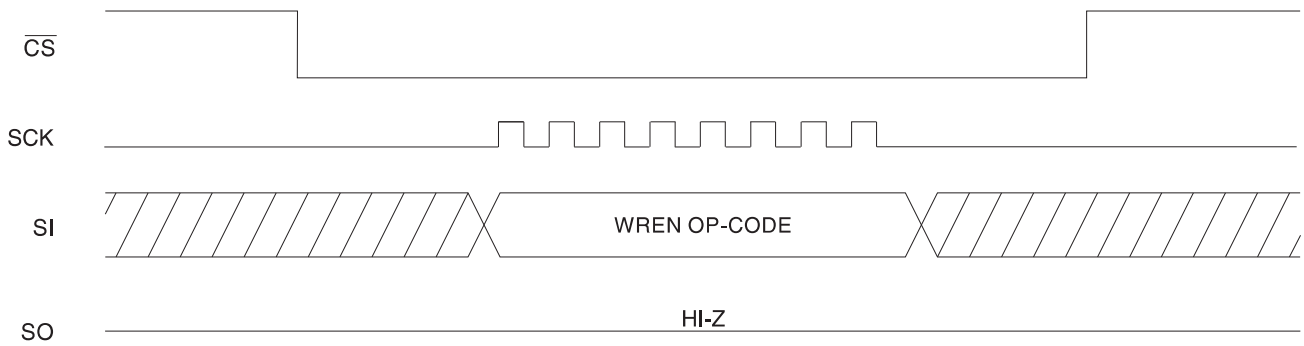 CS
SCK
SI
WREN OP-CODE
HI-Z
SO